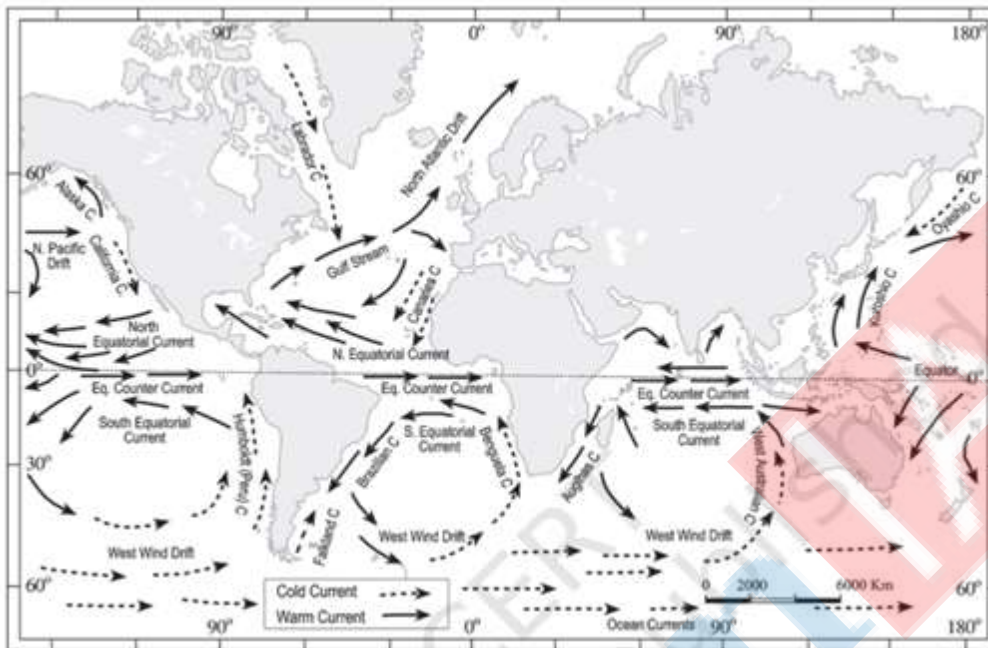 90° 0° 90° 180°
60° 60°
Labrador C
North Atlantic Drift
Alaska C.
Oyashio C
N. Pacific
Drift
California C.
Gulf Stream
Canaries C
Kuroshio C
North
Equatorial Current
N. Equatorial Current
Equator
0° 0°
Eq. Counter Current
Eq. Counter Current
Eq. Counter Current
South Equatorial
Current
Humboldt (Peru) C
S. Equatorial
Current
Brazilian C
Benguela C
South Equatorial
Current
West Australian C
30° 30°
Falkland C
West Wind Drift
West Wind Drift
West Wind Drift
60° 60°
Cold Current
Warm Current
0 2000 6000 Km
Ocean Currents
90° 0° 90° 180°